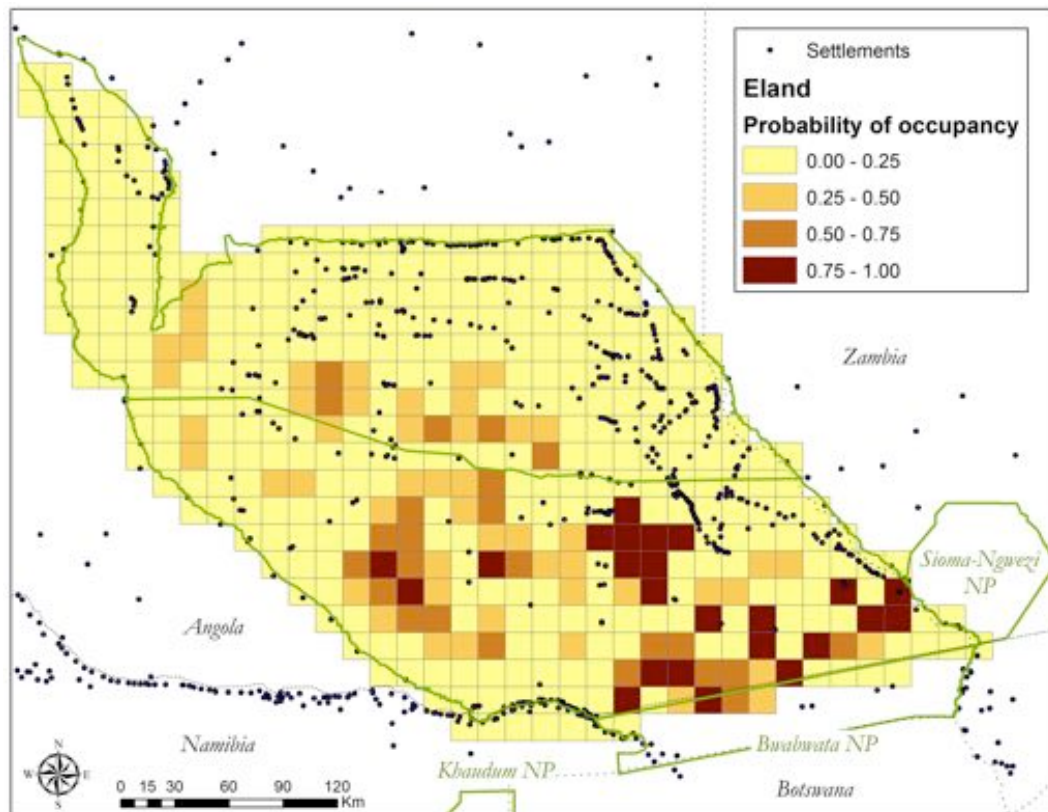 Settlements
Eland
Probability of occupancy
0.00 - 0.25
0.25 - 0.50
0.50 - 0.75
0.75 - 1.00
Zambia
Sioma-Ngwezi
NP
Angola
Namibia
Bwabwata NP
Khaudum NP
Botswana
N
W
E
S
0 15 30 60 90 120
Km